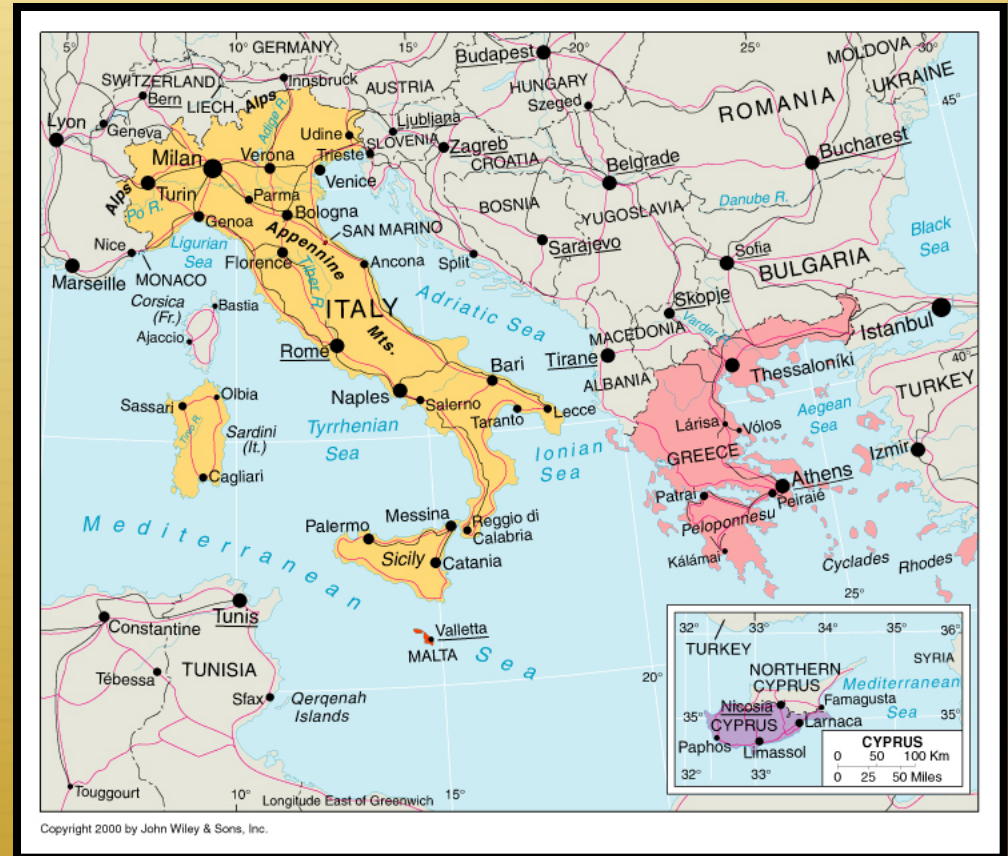 5°
10°
GERMANY
15°
Budapest
20°
25°
MOLDOVA
30°
SWITZERLAND
Innsbruck
AUSTRIA
HUNGARY
UKRAINE
Bern
LIECH.
Alps
Szeged
ROMANIA
45°
Lyon
Geneva
Adige R.
Udine
Ljubljana
SLOVENIA
Zagreb
Bucharest
Milan
Verona
Trieste
CROATIA
Belgrade
Alps
Turin
Venice
Po R.
Parma
BOSNIA
YUGOSLAVIA
Danube R.
Genoa
Bologna
Black
Sea
Nice
Ligurian
Sea
Appennine
SAN MARINO
Sarajevo
Sofia
Florence
Tiber R.
Ancona
Split
BULGARIA
Marseille
MONACO
Corsica
(Fr.)
Bastia
ITALY
Adriatic Sea
Skopje
Ajaccio
Mts.
MACEDONIA
Vardar R.
Istanbul
Rome
Bari
Tirane
Thessaloníki
40°
Naples
ALBANIA
TURKEY
Olbia
Salerno
Sassari
Taranto
Lecce
Aegean
Sea
Tirso R.
Sardini
(It.)
Tyrrhenian
Sea
Lárisa
Vólos
Ionian
Sea
GREECE
Izmir
Cagliari
Athens
Patrai
Peiraié
Mediterranean
Sea
Messina
Reggio di
Calabria
Peloponnesu
Palermo
Sicily
Catania
Kálámai
Cyclades
Rhodes
25°
Tunis
Constantine
Valletta
MALTA
TUNISIA
Tébessa
20°
Sfax
Qerqenah
Islands
Touggourt
10°
Longitude East of Greenwich
15°
32°
33°
34°
35°
36°
TURKEY
SYRIA
NORTHERN
CYPRUS
Mediterranean
Sea
Nicosia
Famagusta
35°
CYPRUS
Larnaca
35°
Paphos
Limassol
CYPRUS
0 50 100 Km
0 25 50 Miles
32°
33°
Copyright 2000 by John Wiley & Sons, Inc.